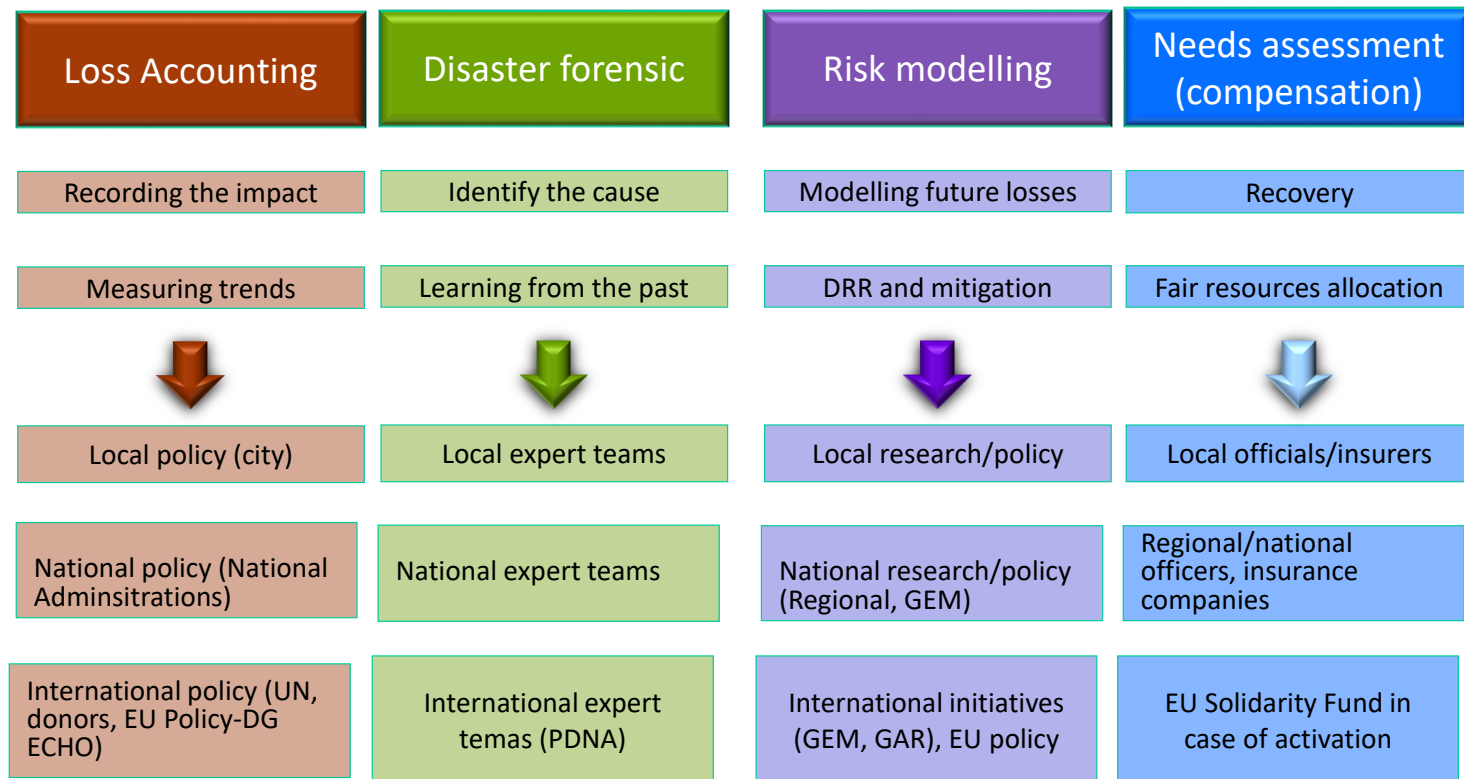 Loss Accounting
Disaster forensic
Risk modelling
Needs assessment
(compensation)
Recording the impact
Identify the cause
Modelling future losses
Recovery
Measuring trends
Learning from the past
DRR and mitigation
Fair resources allocation
Local policy (city)
Local expert teams
Local research/policy
Local officials/insurers
National policy (National
Adminsitrations)
National expert teams
National research/policy
(Regional, GEM)
Regional/national
officers, insurance
companies
International policy (UN,
donors, EU Policy-DG
ECHO)
International expert
temas (PDNA)
International initiatives
(GEM, GAR), EU policy
EU Solidarity Fund in
case of activation